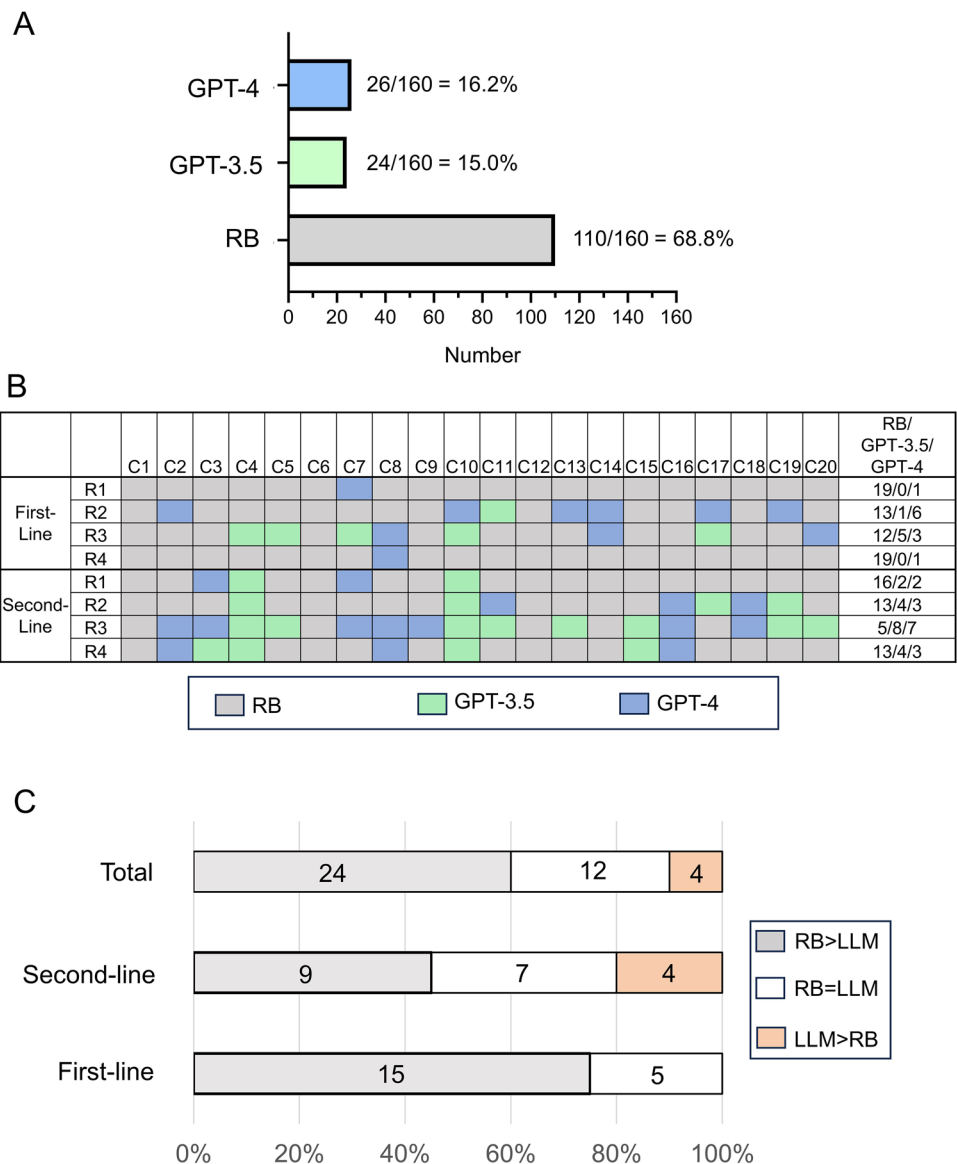 A
GPT-4
26/160 = 16.2%
GPT-3.5
24/160 = 15.0%
RB
110/160 = 68.8%
0 20 40 60 80 100 120 140 160
Number
B
RB/
GPT-3.5/
GPT-4
C1 C2 C3 C4 C5 C6 C7 C8 C9 C10 C11 C12 C13 C14 C15 C16 C17 C18 C19 C20
First-
Line
R1 19/0/1
R2 13/1/6
R3 12/5/3
R4 19/0/1
Second-
Line
R1 16/2/2
R2 13/4/3
R3 5/8/7
R4 13/4/3
RB GPT-3.5 GPT-4
C
Total 24 12 4
Second-line 9 7 4
First-line 15 5
RB>LLM
RB=LLM
LLM>RB
0% 20% 40% 60% 80% 100%